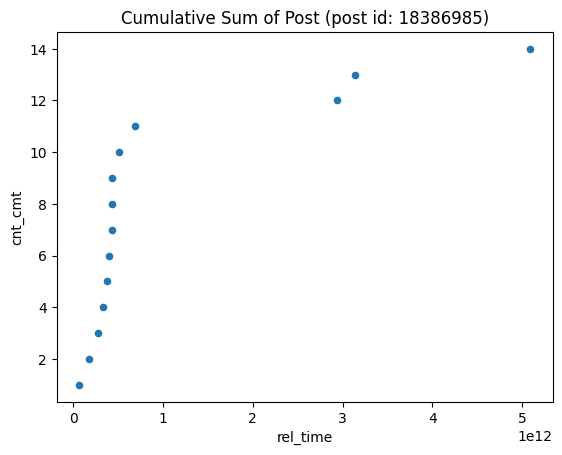 Cumulative Sum of Post (post id: 18386985)
14
12
10
8
6
4
2
cnt_cmt
0 1 2 3 4 5
1e12
rel_time